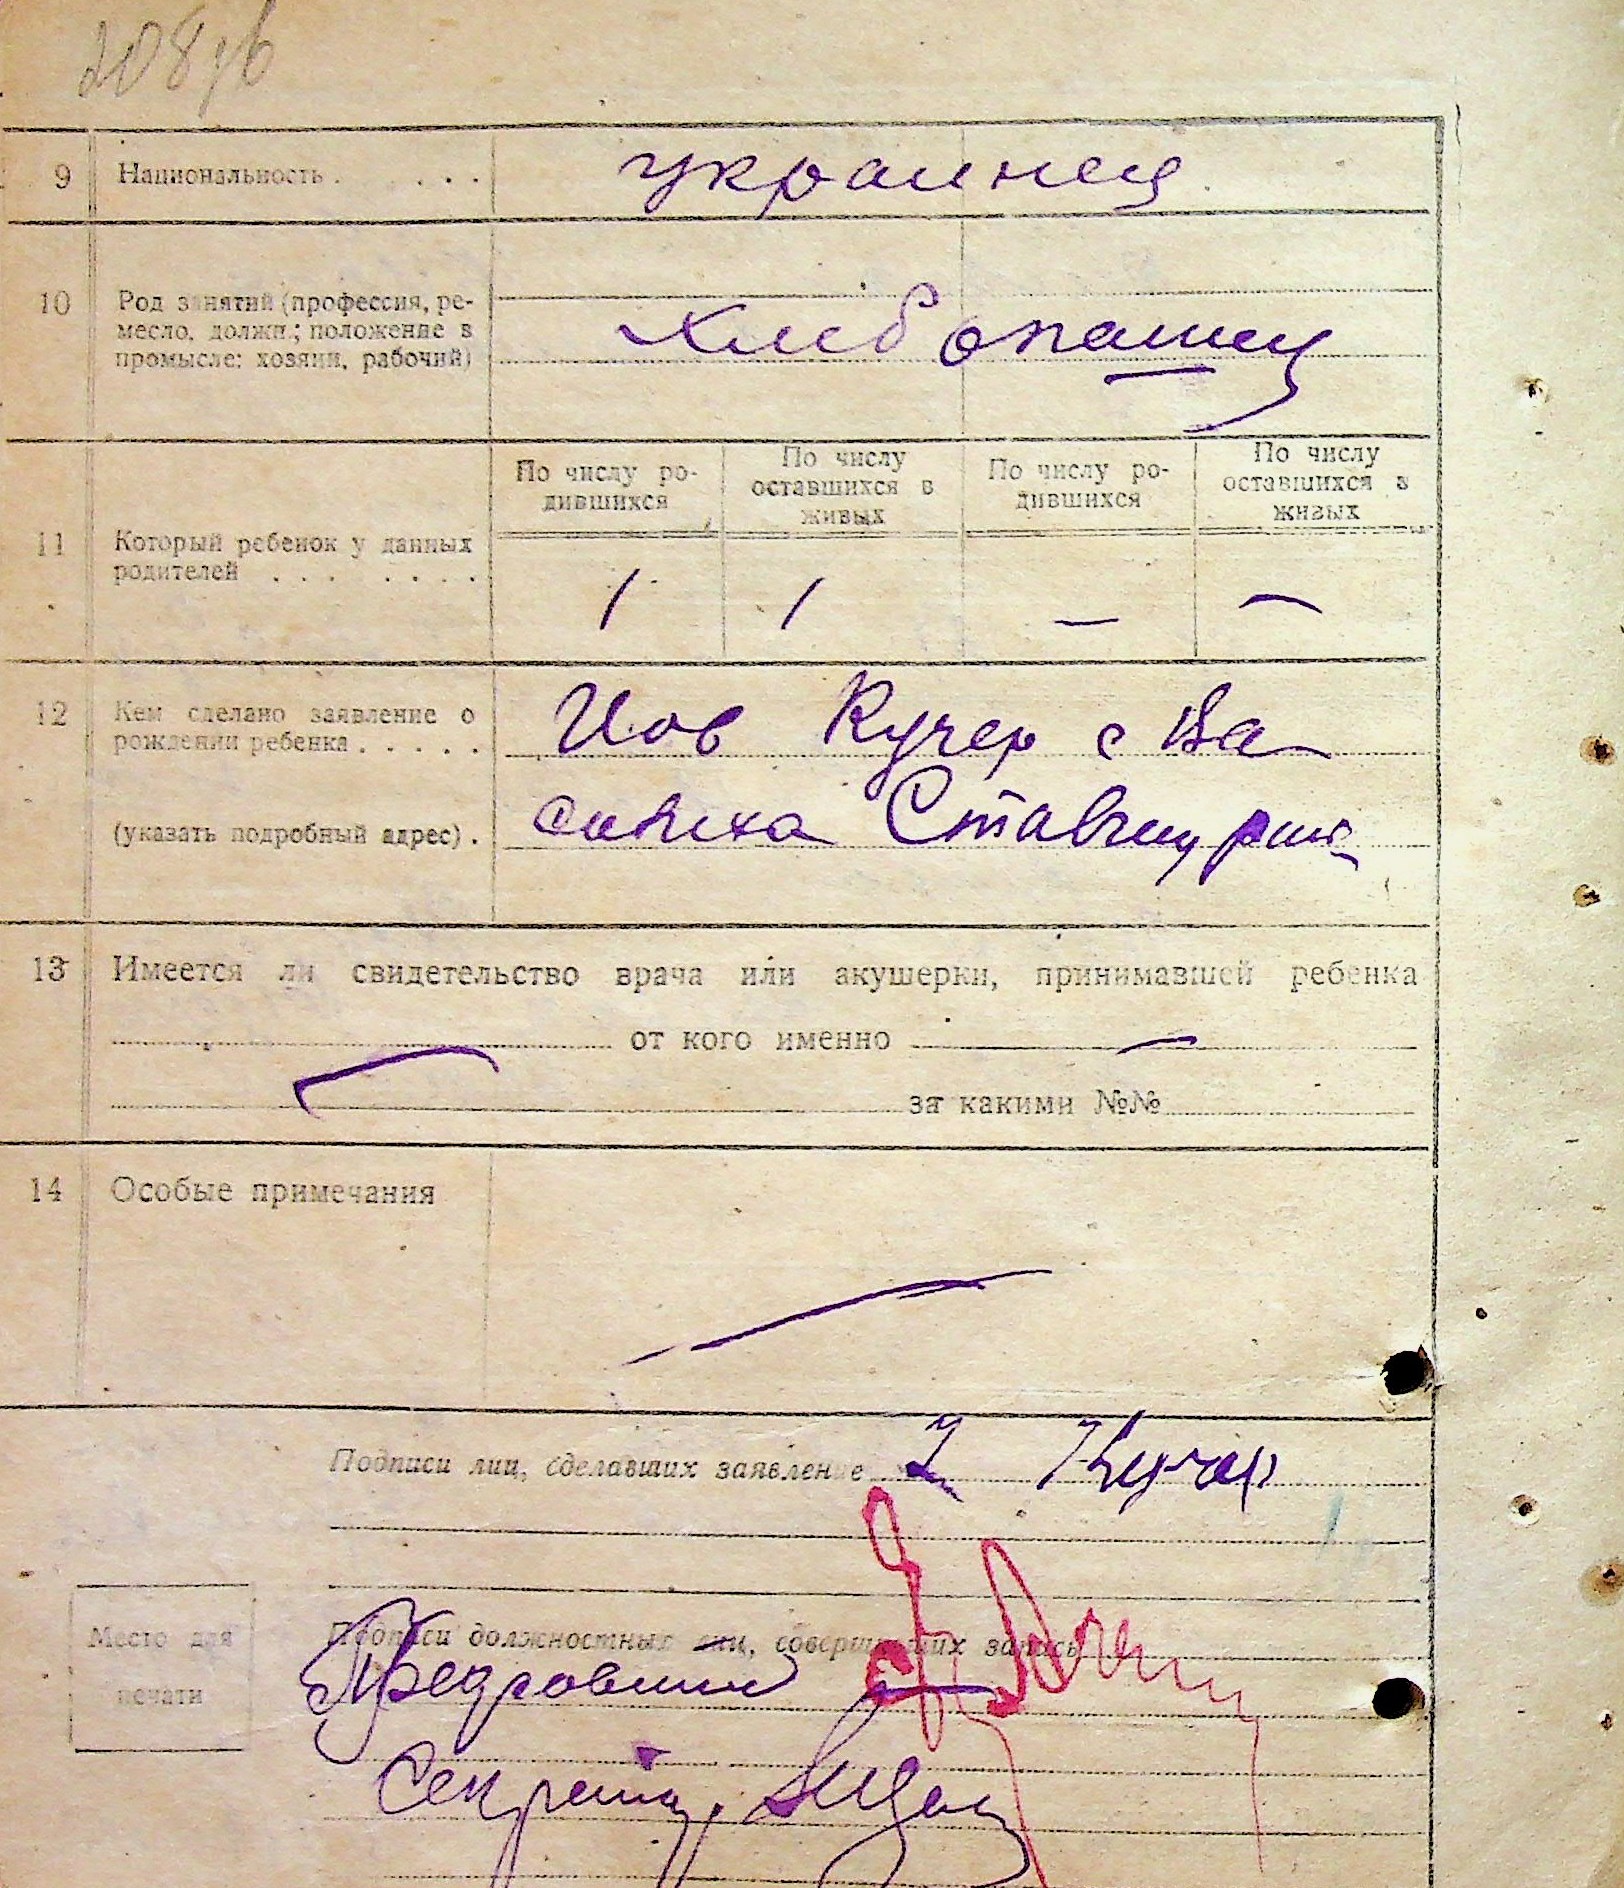 208 зв
9 Национальность . . . . украинец
10 Род занятий (профессия, ре-
месло, должн.; положение в
промысле: хозяин, рабочий)
хлебопашец
По числу ро-
дившихся
По числу
оставшихся в
живых
По числу ро-
дившихся
По числу
оставшихся в
живых
11 Который ребенок у данных
родителей . . . . . . .
1 1 — —
12 Кем сделано заявление о
рождении ребенка . . . . .
Иов Кучер с Ва
(указать подробный адрес) .
13 Имеется ли свидетельство врача или акушерки, принимавшей ребенка
от кого именно —
за какими №№
14 Особые примечания
Подписи лиц, сделавших заявление Кучер
Подписи должностных лиц, совершивших запись
Место для
печати